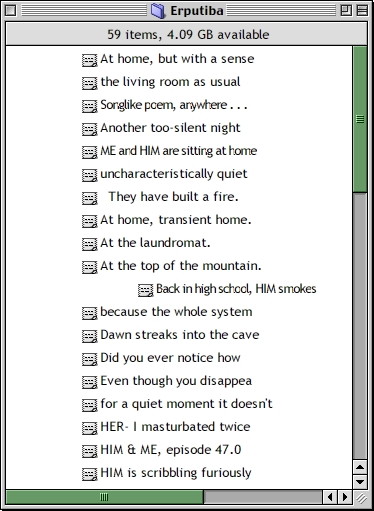 Erputiba
59 items, 4.09 GB available
At home, but with a sense
the living room as usual
Songlike poem, anywhere . . .
Another too-silent night
ME and HIM are sitting at home
uncharacteristically quiet
They have built a fire.
At home, transient home.
At the laundromat.
At the top of the mountain.
Back in high school, HIM smokes
because the whole system
Dawn streaks into the cave
Did you ever notice how
Even though you disappea
for a quiet moment it doesn't
HER- I masturbated twice
HIM & ME, episode 47.0
HIM is scribbling furiously